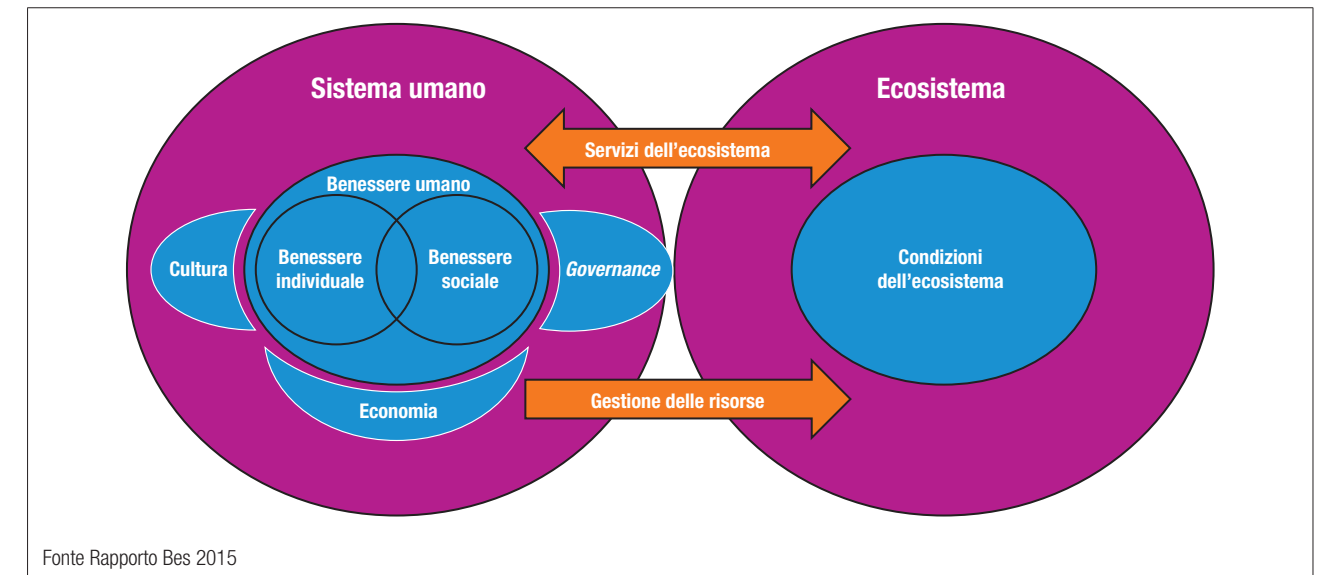 Sistema umano
Ecosistema
Servizi dell’ecosistema
Benessere umano
Cultura
Benessere
individuale
Benessere
sociale
Governance
Condizioni
dell’ecosistema
Economia
Gestione delle risorse
Fonte Rapporto Bes 2015